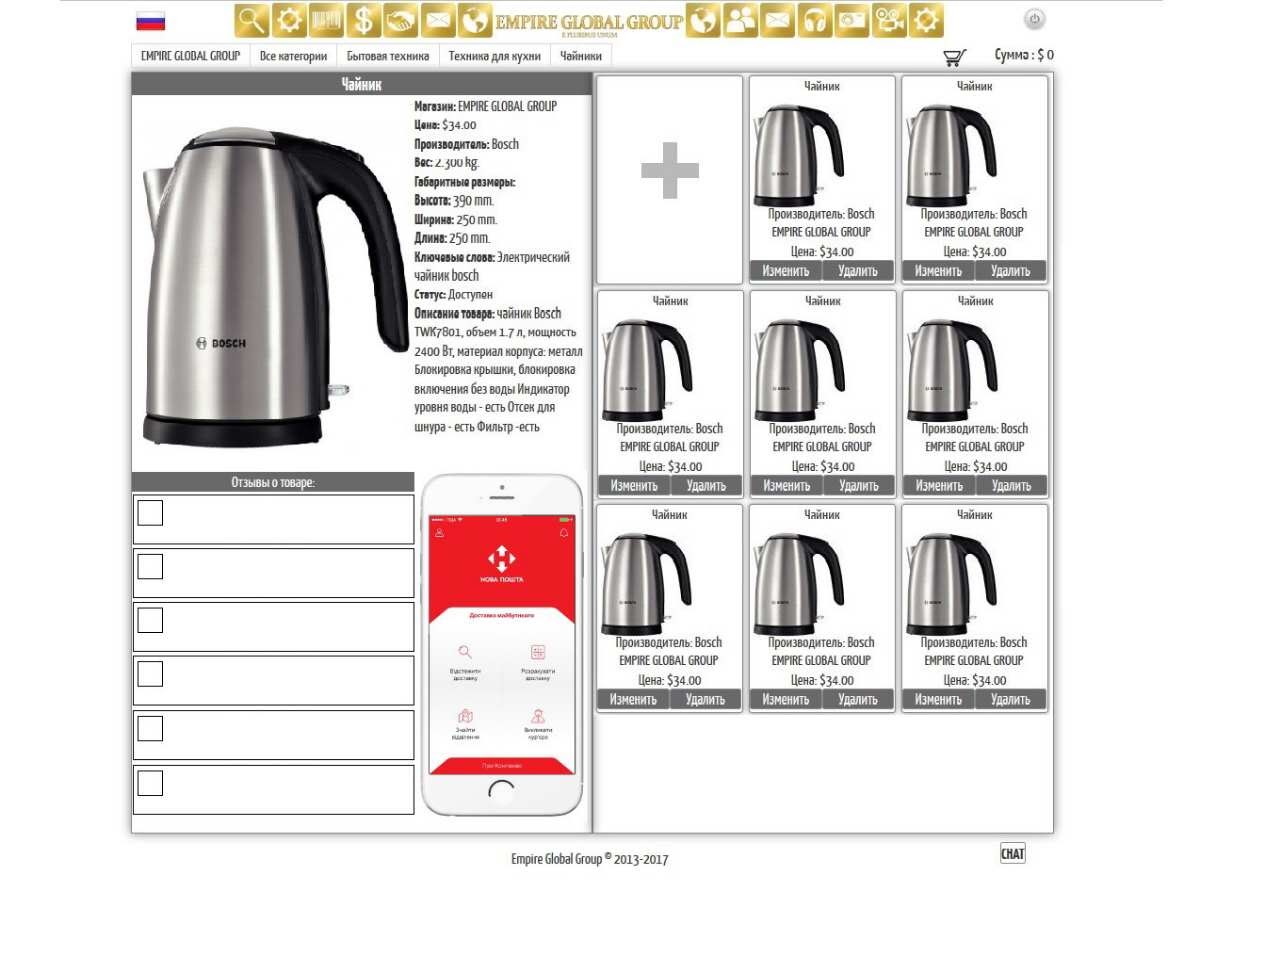 EMPIRE GLOBAL GROUP
E PLURIBUS UNUM
EMPIRE GLOBAL GROUP
Все категории
Бытовая техника
Техника для кухни
Чайники
Сумма : $ 0
Чайник
BOSCH
Магазин: EMPIRE GLOBAL GROUP
Цена: $34.00
Производитель: Bosch
Вес: 2.300 kg.
Габаритные размеры:
Высота: 390 mm.
Ширина: 250 mm.
Длина: 250 mm.
Ключевые слова: Электрический
чайник bosch
Статус: Доступен
Описание товара: чайник Bosch
TWK7801, объем 1.7 л, мощность
2400 Вт, материал корпуса: металл
Блокировка крышки, блокировка
включения без воды Индикатор
уровня воды - есть Отсек для
шнура - есть Фильтр -есть
Отзывы о товаре:
НОВА ПОШТА
Доставка майбутнього
Відстежити
доставку
Розрахувати
доставку
Знайти
відділення
Викликати
кур'єра
Про Компанію
Чайник
BOSCH
Производитель: Bosch
EMPIRE GLOBAL GROUP
Цена: $34.00
Изменить
Удалить
Чайник
BOSCH
Производитель: Bosch
EMPIRE GLOBAL GROUP
Цена: $34.00
Изменить
Удалить
Чайник
BOSCH
Производитель: Bosch
EMPIRE GLOBAL GROUP
Цена: $34.00
Изменить
Удалить
Чайник
BOSCH
Производитель: Bosch
EMPIRE GLOBAL GROUP
Цена: $34.00
Изменить
Удалить
Чайник
BOSCH
Производитель: Bosch
EMPIRE GLOBAL GROUP
Цена: $34.00
Изменить
Удалить
Чайник
BOSCH
Производитель: Bosch
EMPIRE GLOBAL GROUP
Цена: $34.00
Изменить
Удалить
Чайник
BOSCH
Производитель: Bosch
EMPIRE GLOBAL GROUP
Цена: $34.00
Изменить
Удалить
Чайник
BOSCH
Производитель: Bosch
EMPIRE GLOBAL GROUP
Цена: $34.00
Изменить
Удалить
Empire Global Group © 2013-2017
CHAT